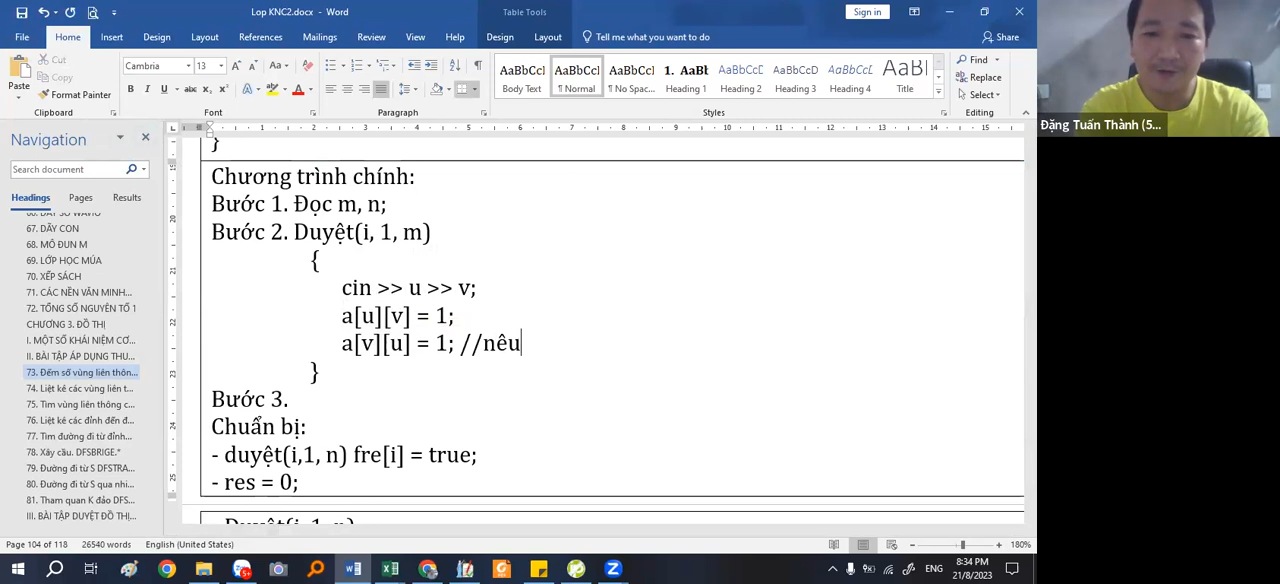 Lop KNC2.docx - Word
Table Tools
Sign in
File Home Insert Design Layout References Mailings Review View Help Design Layout Tell me what you want to do Share
Paste
Cut
Copy
Format Painter
Cambria 13
AaBbCcI AaBbCcI AaBbCcI 1. AaBb AaBbCcD AaBbCcD AaBbCcD AaBl
Body Text ¶ Normal ¶ No Spac... Heading 1 Heading 2 Heading 3 Heading 4
Find
Replace
Select
Clipboard Font Paragraph Styles Editing
Navigation
Search document
Headings Pages Results
66. DÃY SỐ WAVIO
67. DÃY CON
68. MÔ ĐUN M
69. LỚP HỌC MÚA
70. XẾP SÁCH
71. CÁC NỀN VĂN MINH...
72. TỔNG SỐ NGUYÊN TỐ 1
CHƯƠNG 3. ĐỒ THỊ
I. MỘT SỐ KHÁI NIỆM CƠ...
II. BÀI TẬP ÁP DỤNG THU...
73. Đếm số vùng liên thôn...
74. Liệt kê các vùng liên t...
75. Tìm vùng liên thông c...
76. Liệt kê các đỉnh đến đ...
77. Tìm đường đi từ đỉnh...
78. Xây cầu. DFSBRIGE.*
79. Đường đi từ S DFSTRA...
80. Đường đi từ S qua nhi...
81. Tham quan K đảo DFS...
III. BÀI TẬP DUYỆT ĐỒ THỊ...
}
Chương trình chính:
Bước 1. Đọc m, n;
Bước 2. Duyệt(i, 1, m)
{
cin >> u >> v;
a[u][v] = 1;
a[v][u] = 1; //nêu
}
Bước 3.
Chuẩn bị:
- duyệt(i,1, n) fre[i] = true;
- res = 0;
- Duyệt(i, 1, n)
Đặng Tuấn Thành (5...
Page 104 of 118 26540 words English (United States) 180%
ENG
8:34 PM
21/8/2023